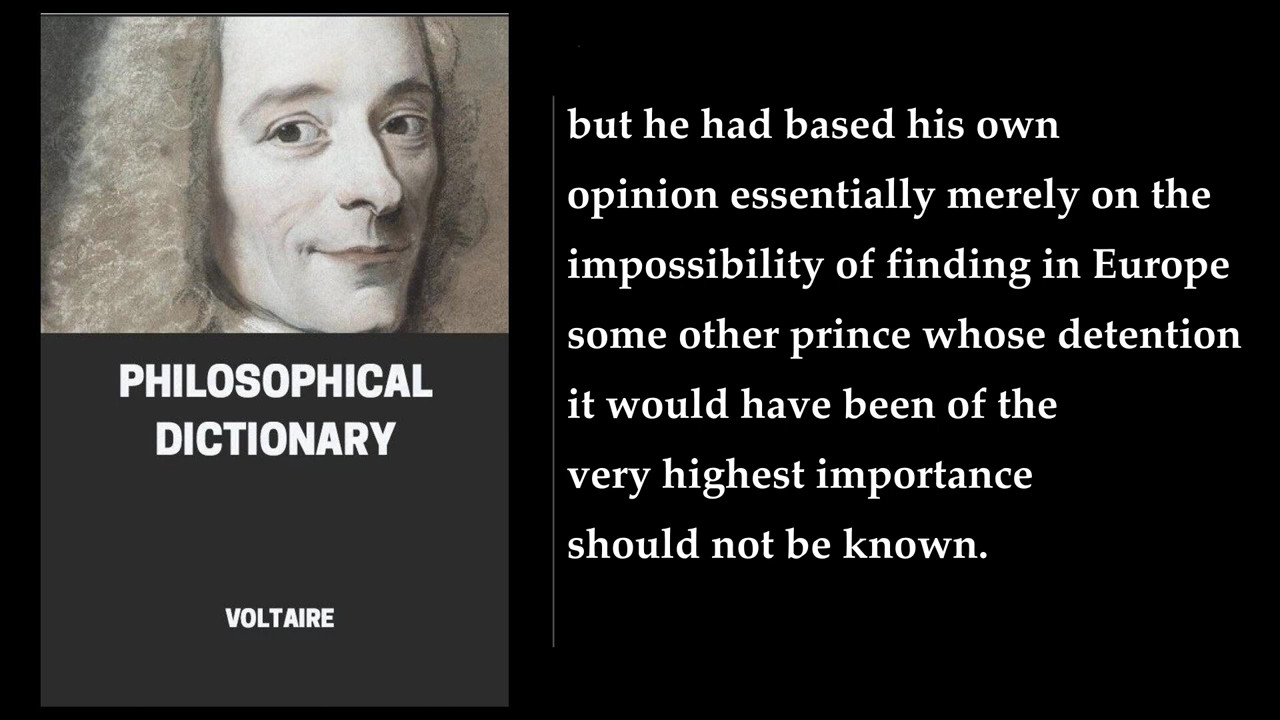 PHILOSOPHICAL
DICTIONARY
VOLTAIRE
but he had based his own
opinion essentially merely on the
impossibility of finding in Europe
some other prince whose detention
it would have been of the
very highest importance
should not be known.